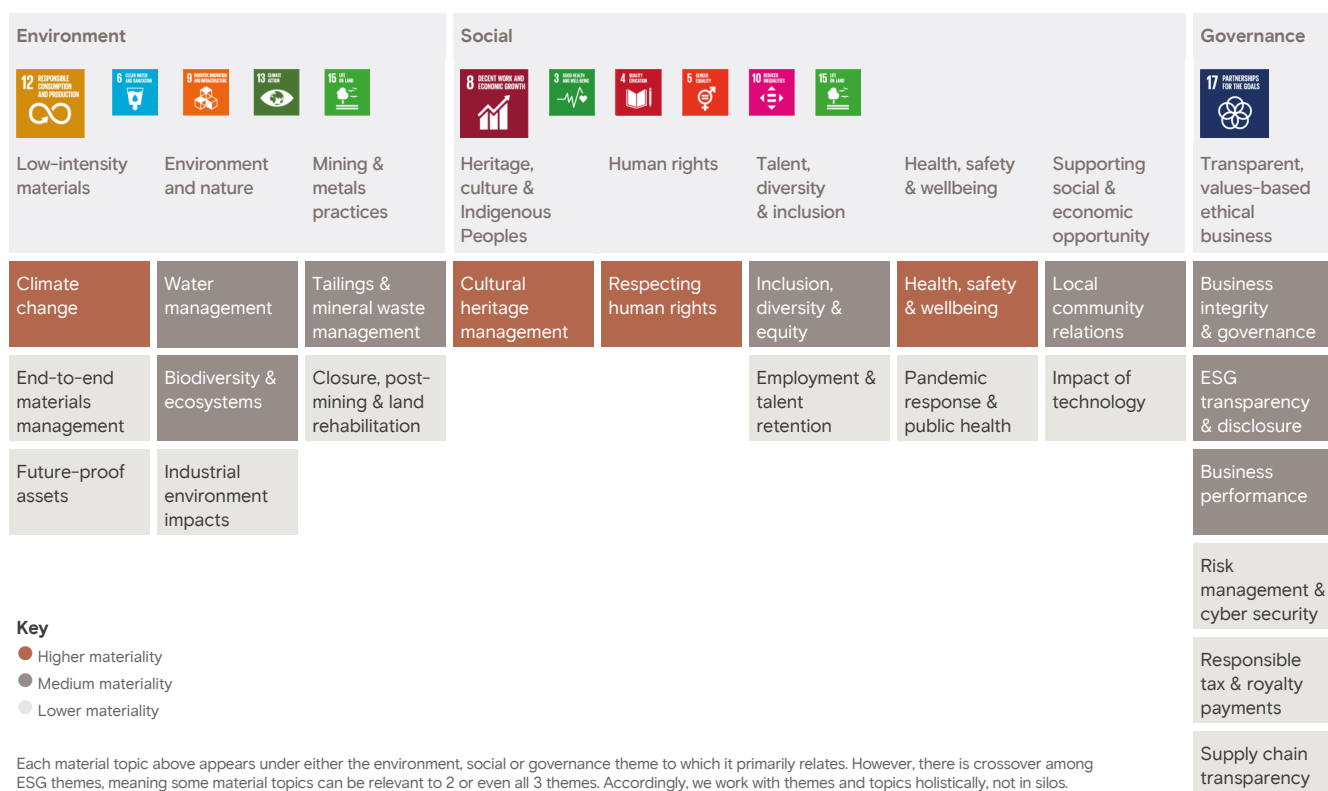 Environment
Social
Governance
12 RESPONSIBLE
CONSUMPTION
AND PRODUCTION
6 CLEAN WATER
AND SANITATION
9 INDUSTRY, INNOVATION
AND INFRASTRUCTURE
13 CLIMATE
ACTION
15 LIFE
ON LAND
8 DECENT WORK AND
ECONOMIC GROWTH
3 GOOD HEALTH
AND WELL-BEING
4 QUALITY
EDUCATION
5 GENDER
EQUALITY
10 REDUCED
INEQUALITIES
15 LIFE
ON LAND
17 PARTNERSHIPS
FOR THE GOALS
Low-intensity
materials
Environment
and nature
Mining &
metals
practices
Heritage,
culture &
Indigenous
Peoples
Human rights
Talent,
diversity
& inclusion
Health, safety
& wellbeing
Supporting
social &
economic
opportunity
Transparent,
values-based
ethical
business
Climate
change
Water
management
Tailings &
mineral waste
management
Cultural
heritage
management
Respecting
human rights
Inclusion,
diversity &
equity
Health, safety
& wellbeing
Local
community
relations
Business
integrity
& governance
End-to-end
materials
management
Biodiversity &
ecosystems
Closure, post-
mining & land
rehabilitation
Employment &
talent
retention
Pandemic
response &
public health
Impact of
technology
ESG
transparency
& disclosure
Future-proof
assets
Industrial
environment
impacts
Business
performance
Risk
management &
cyber security
Responsible
tax & royalty
payments
Supply chain
transparency
Key
Higher materiality
Medium materiality
Lower materiality
Each material topic above appears under either the environment, social or governance theme to which it primarily relates. However, there is crossover among
ESG themes, meaning some material topics can be relevant to 2 or even all 3 themes. Accordingly, we work with themes and topics holistically, not in silos.